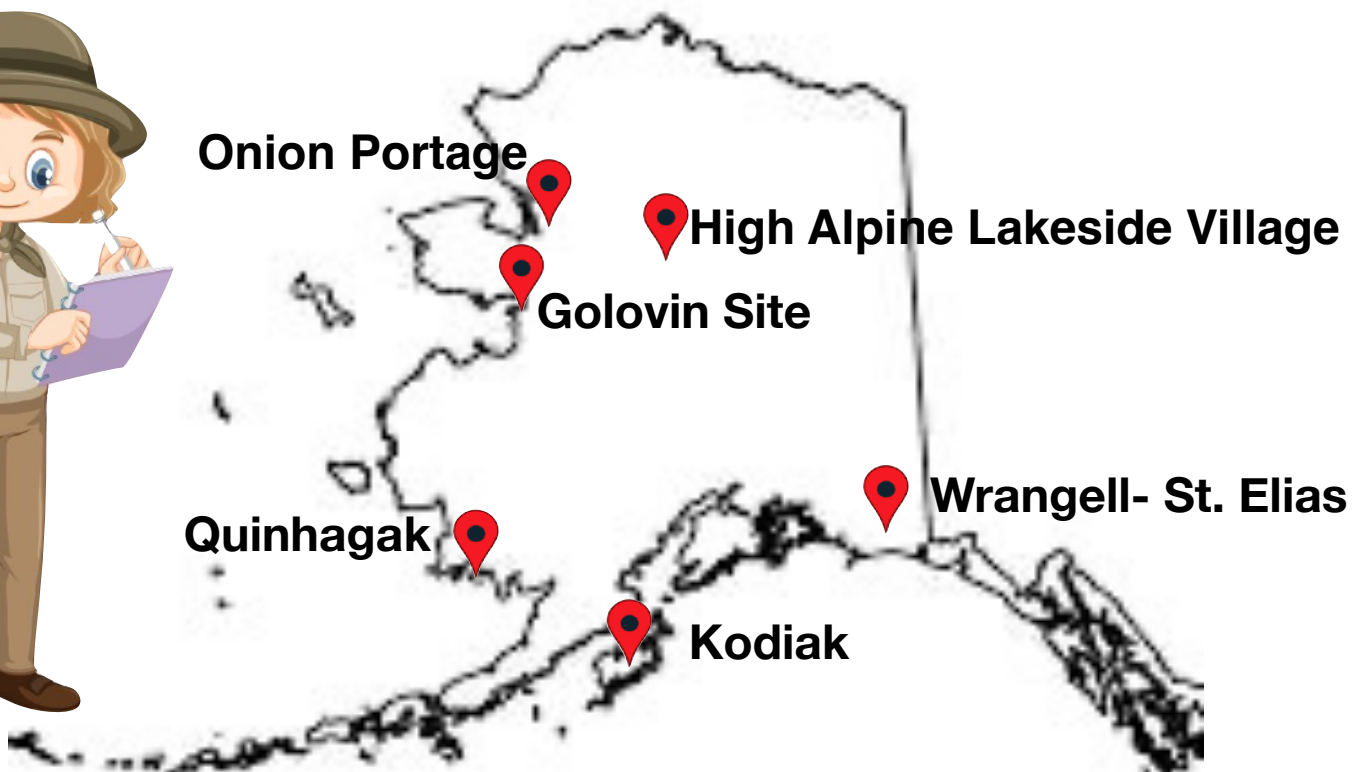 Onion Portage
High Alpine Lakeside Village
Golovin Site
Wrangell- St. Elias
Quinhagak
Kodiak